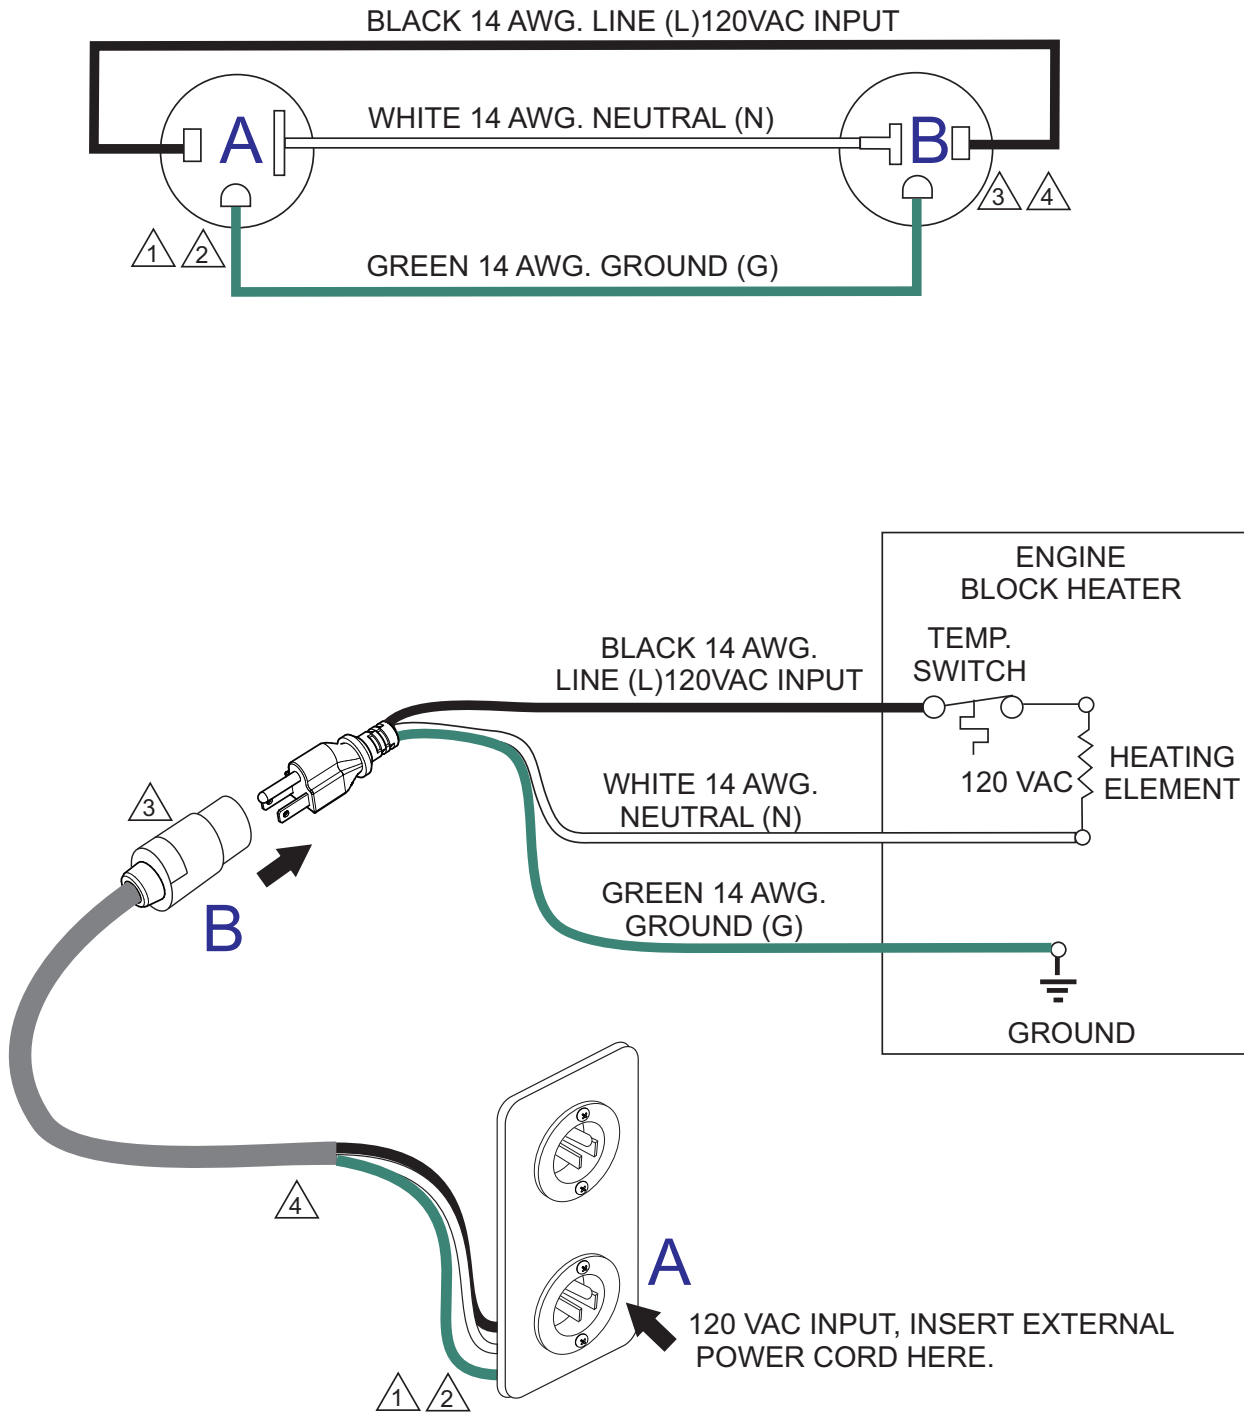 BLACK 14 AWG. LINE (L)120VAC INPUT
A
WHITE 14 AWG. NEUTRAL (N)
B
3 4
1 2
GREEN 14 AWG. GROUND (G)
ENGINE
BLOCK HEATER
BLACK 14 AWG.
LINE (L)120VAC INPUT
TEMP.
SWITCH
120 VAC
HEATING
ELEMENT
WHITE 14 AWG.
NEUTRAL (N)
3
B
GREEN 14 AWG.
GROUND (G)
GROUND
4
A
120 VAC INPUT, INSERT EXTERNAL
POWER CORD HERE.
1 2